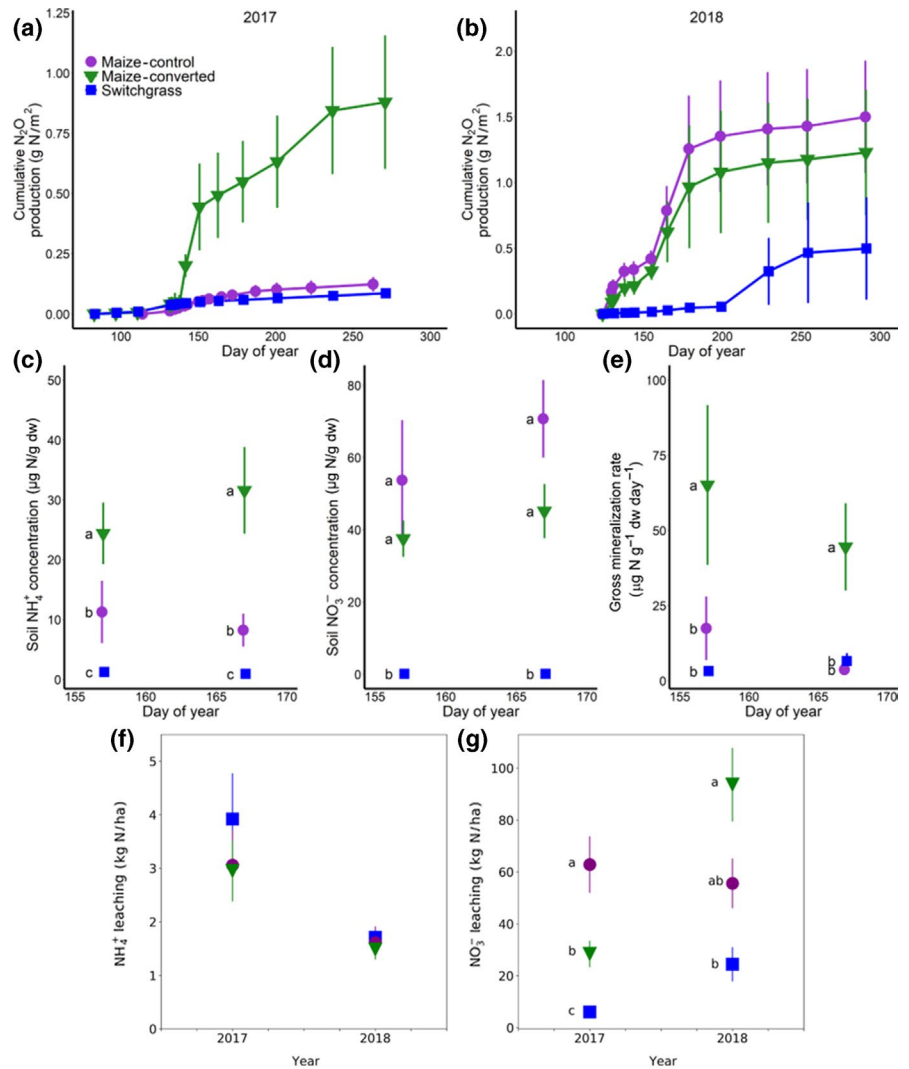 (a)
2017
Cumulative N₂O
production (g N/m²)
1.00
0.75
0.50
0.25
0.00
Maize-control
Maize-converted
Switchgrass
100
150
200
250
300
Day of year
(b)
2018
Cumulative N₂O
production (g N/m²)
2.0
1.5
1.0
0.5
0.0
100
150
200
250
300
Day of year
(c)
Soil NH₄⁺ concentration (µg N/g dw)
50
40
30
20
10
0
a
a
b
b
c
c
155
160
165
170
Day of year
(d)
Soil NO₃⁻ concentration (µg N/g dw)
80
60
40
20
0
a
a
a
a
b
b
155
160
165
170
Day of year
(e)
Gross mineralization rate
(µg N g⁻¹ dw day⁻¹)
100
75
50
25
0
a
a
b
b
b
b
155
160
165
170
Day of year
(f)
NH₄⁺ leaching (kg N/ha)
5
4
3
2
1
0
2017
2018
Year
(g)
NO₃⁻ leaching (kg N/ha)
100
80
60
40
20
0
a
a
ab
b
b
c
2017
2018
Year